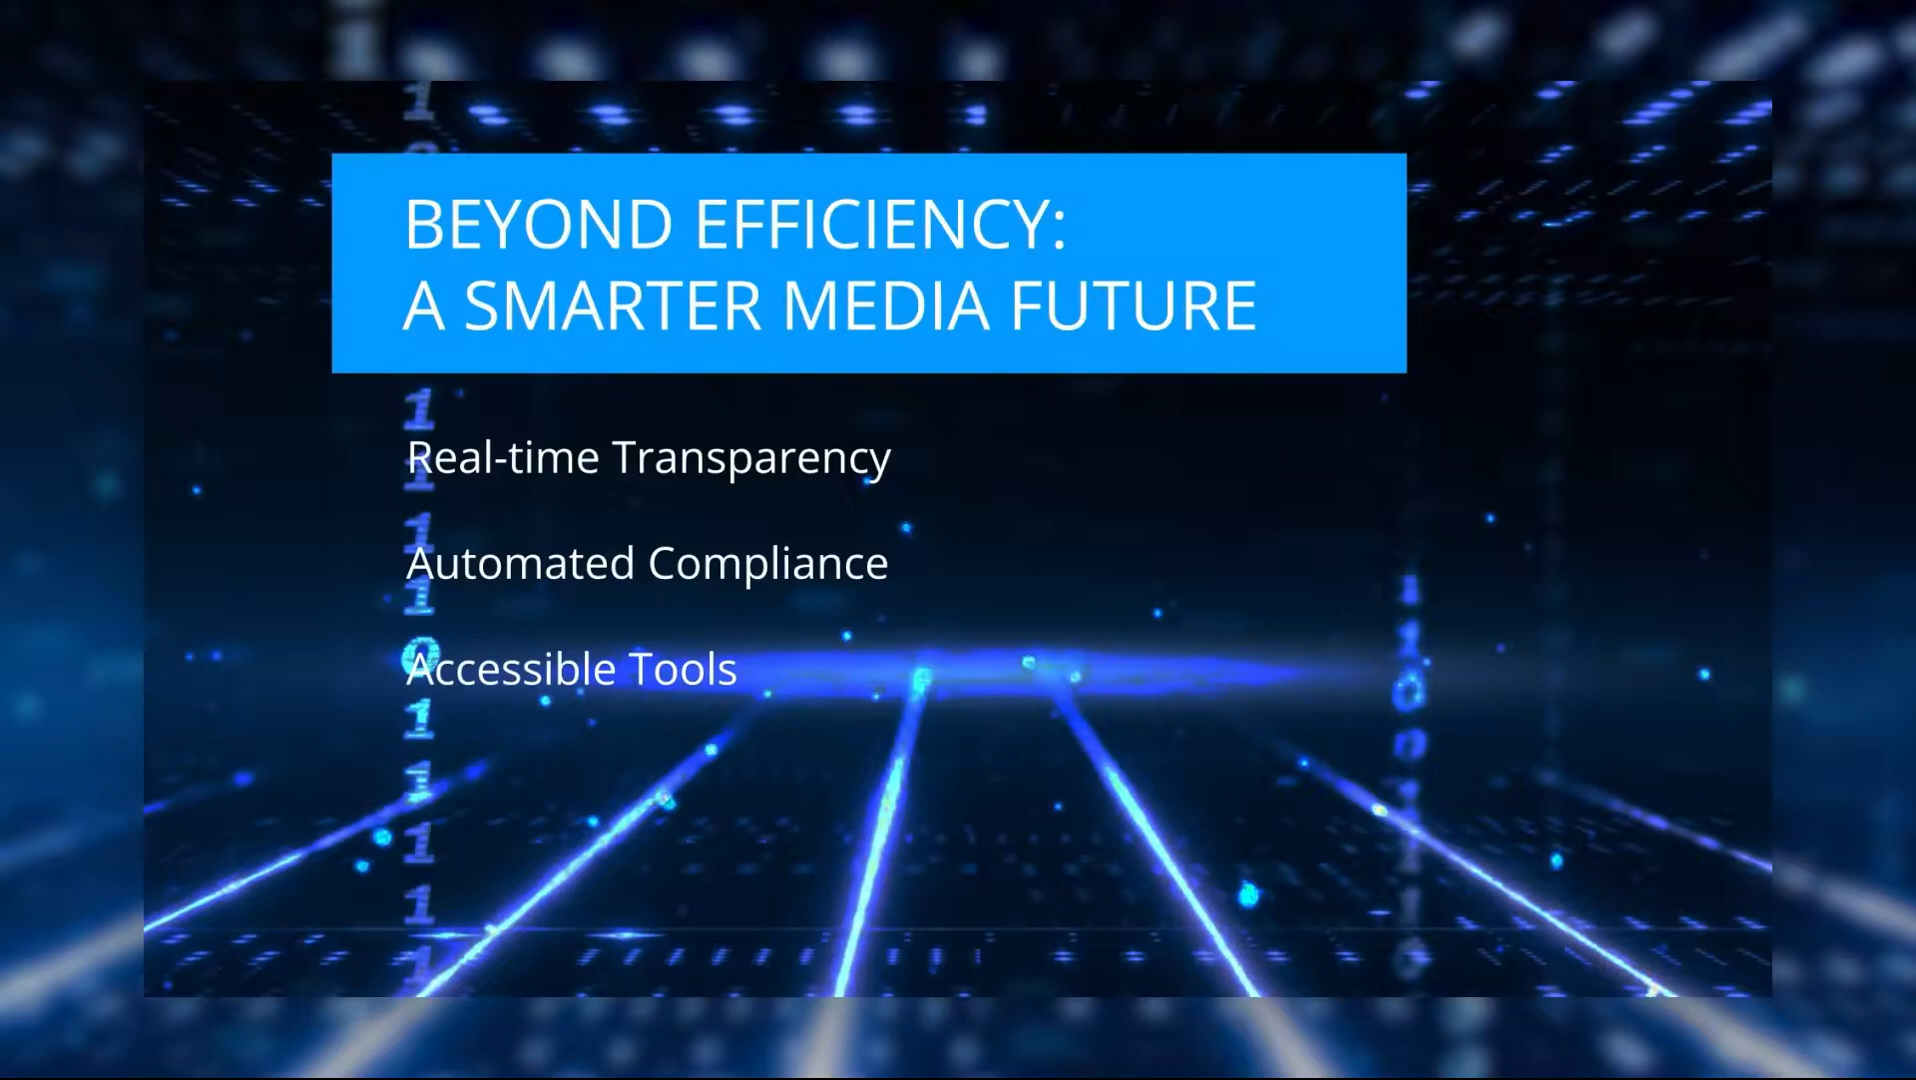 BEYOND EFFICIENCY:
A SMARTER MEDIA FUTURE
Real-time Transparency
Automated Compliance
Accessible Tools